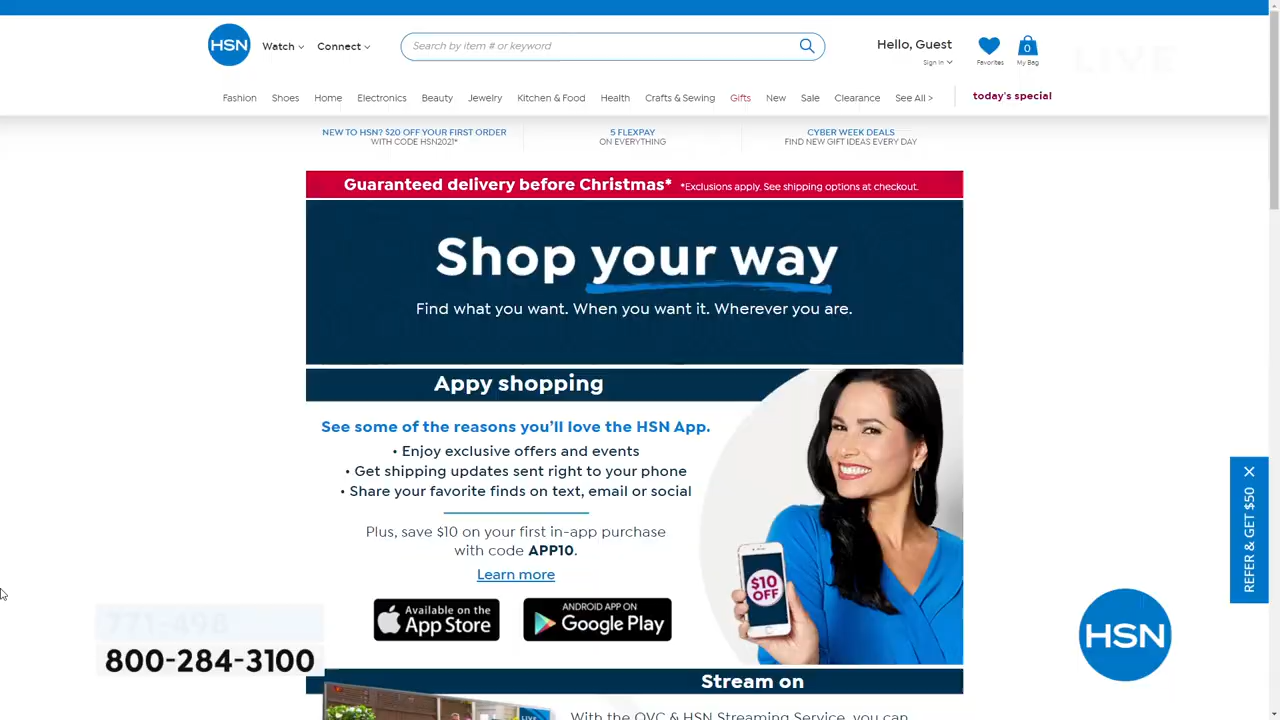 HSN
Watch
Connect
Search by item # or keyword
Hello, Guest
Sign In
Favorites
0
My Bag
LIVE
Fashion
Shoes
Home
Electronics
Beauty
Jewelry
Kitchen & Food
Health
Crafts & Sewing
Gifts
New
Sale
Clearance
See All >
today's special
NEW TO HSN? $20 OFF YOUR FIRST ORDER
WITH CODE HSN2021*
5 FLEXPAY
ON EVERYTHING
CYBER WEEK DEALS
FIND NEW GIFT IDEAS EVERY DAY
Guaranteed delivery before Christmas* *Exclusions apply. See shipping options at checkout.
Shop your way
Find what you want. When you want it. Wherever you are.
Appy shopping
See some of the reasons you'll love the HSN App.
• Enjoy exclusive offers and events
• Get shipping updates sent right to your phone
• Share your favorite finds on text, email or social
Plus, save $10 on your first in-app purchase
with code APP10.
Learn more
Available on the
App Store
ANDROID APP ON
Google Play
$10
OFF
REFER & GET $50
771-498
800-284-3100
HSN
Stream on
LIVE
With the QVC & HSN Streaming Service, you can